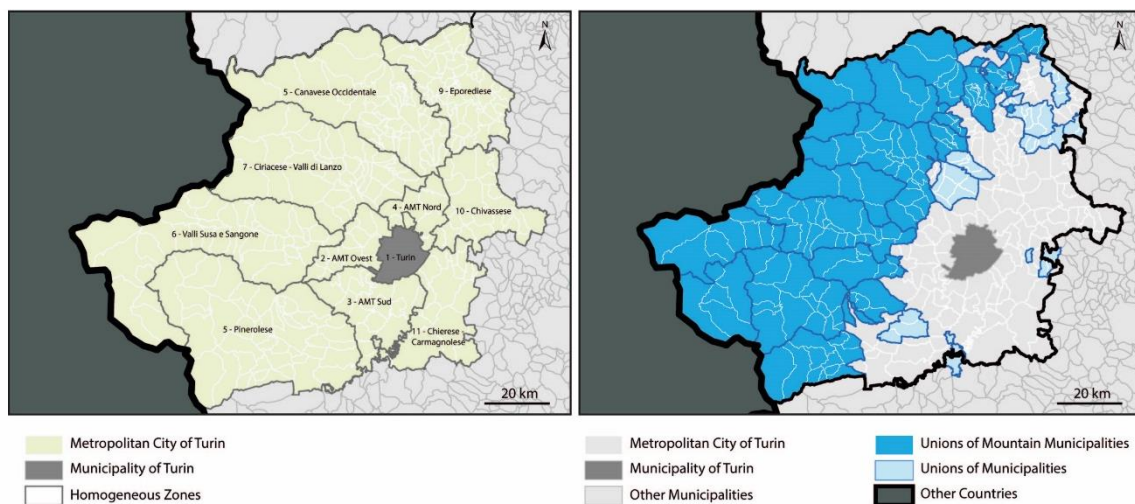 N
5 - Canavese Occidentale
9 - Eporediese
7 - Ciriacese - Valli di Lanzo
4 - AMT Nord
10 - Chivassese
6 - Valli Susa e Sangone
2 - AMT Ovest
1 - Turin
3 - AMT Sud
5 - Pinerolese
11 - Chierese
Carmagnolese
20 km
N
20 km
Metropolitan City of Turin
Municipality of Turin
Homogeneous Zones
Metropolitan City of Turin
Municipality of Turin
Other Municipalities
Unions of Mountain Municipalities
Unions of Municipalities
Other Countries